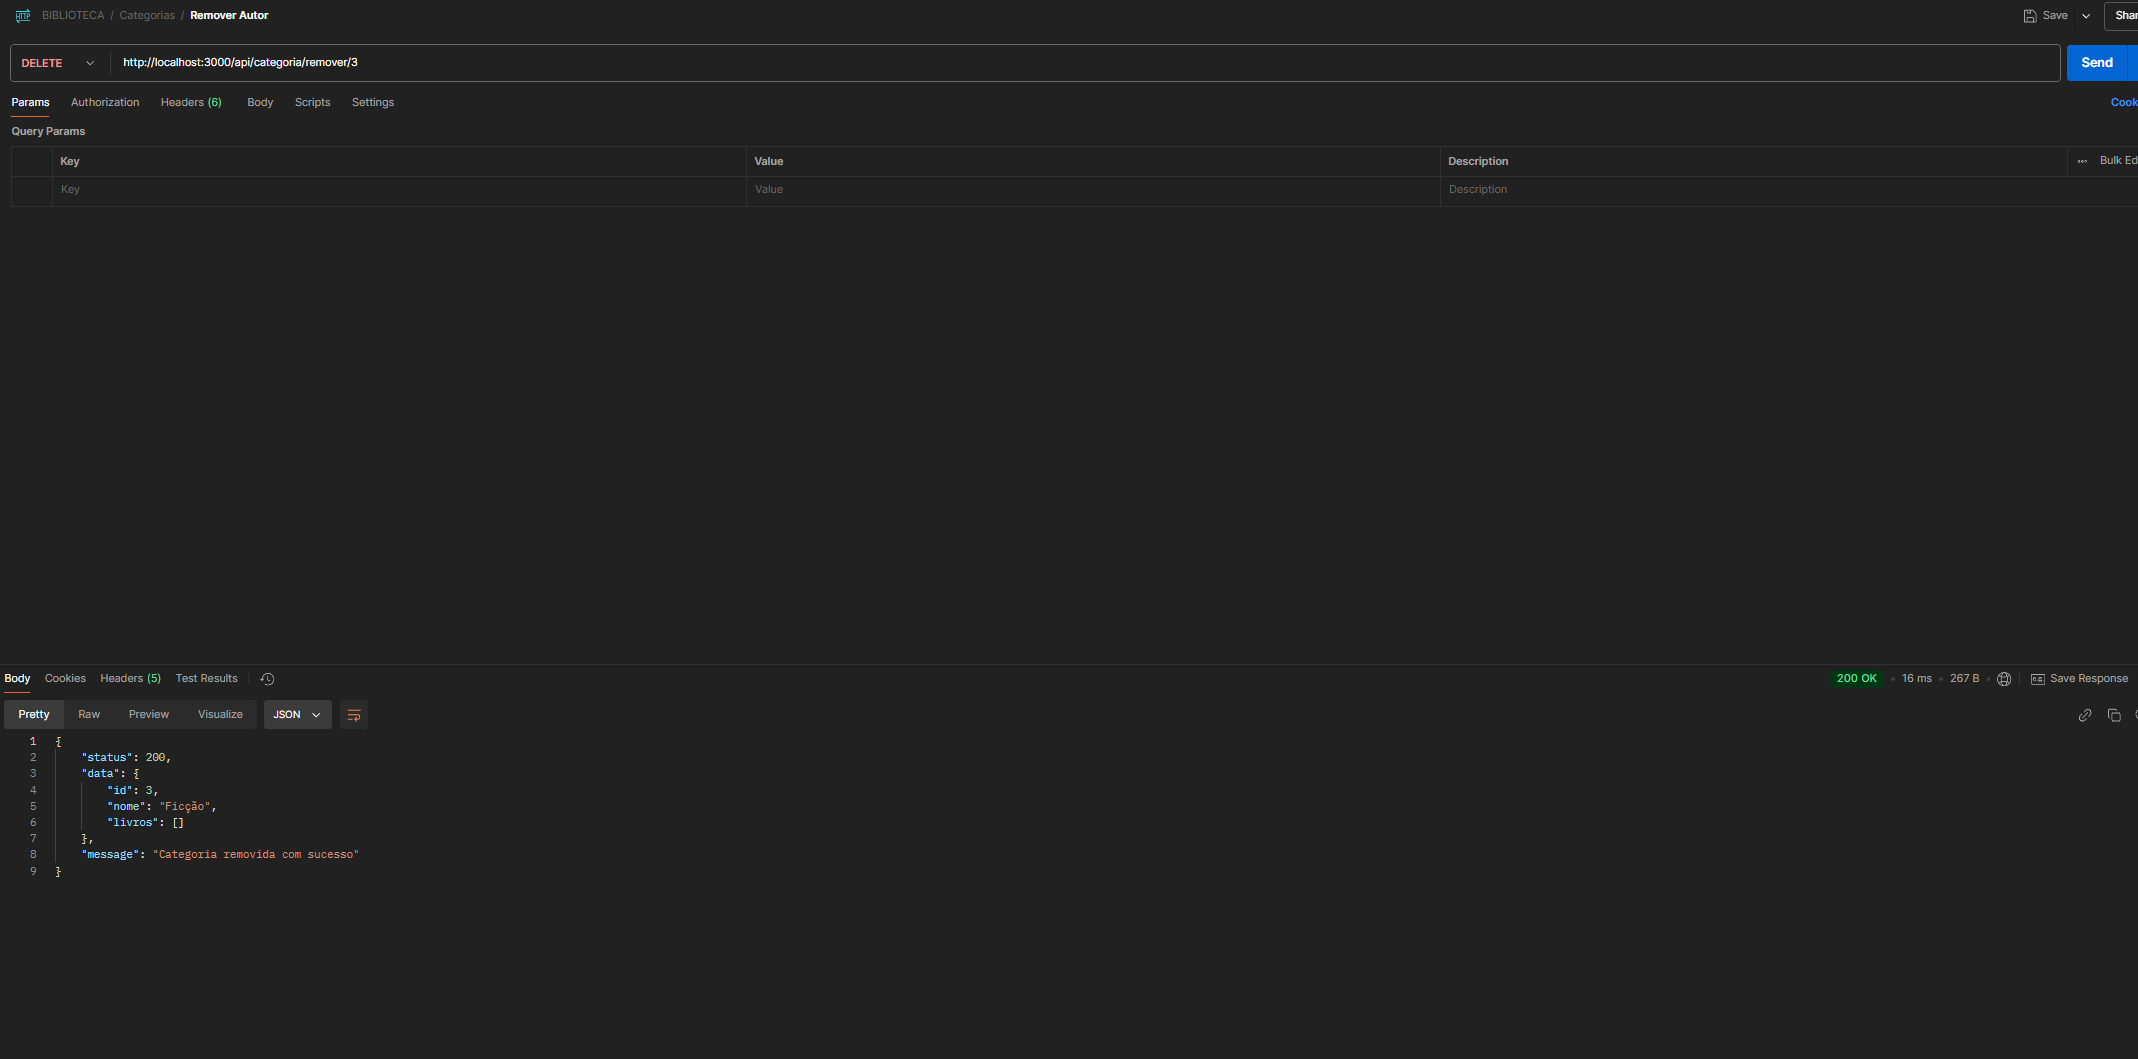 HTTP BIBLIOTECA / Categorias / Remover Autor
Save
Shar
DELETE http://localhost:3000/api/categoria/remover/3
Send
Params Authorization Headers (6) Body Scripts Settings
Cook
Query Params
Key Value Description Bulk Ed
Key Value Description
Body Cookies Headers (5) Test Results
200 OK 16 ms 267 B Save Response
Pretty Raw Preview Visualize JSON
1 {
2 "status": 200,
3 "data": {
4 "id": 3,
5 "nome": "Ficção",
6 "livros": []
7 },
8 "message": "Categoria removida com sucesso"
9 }